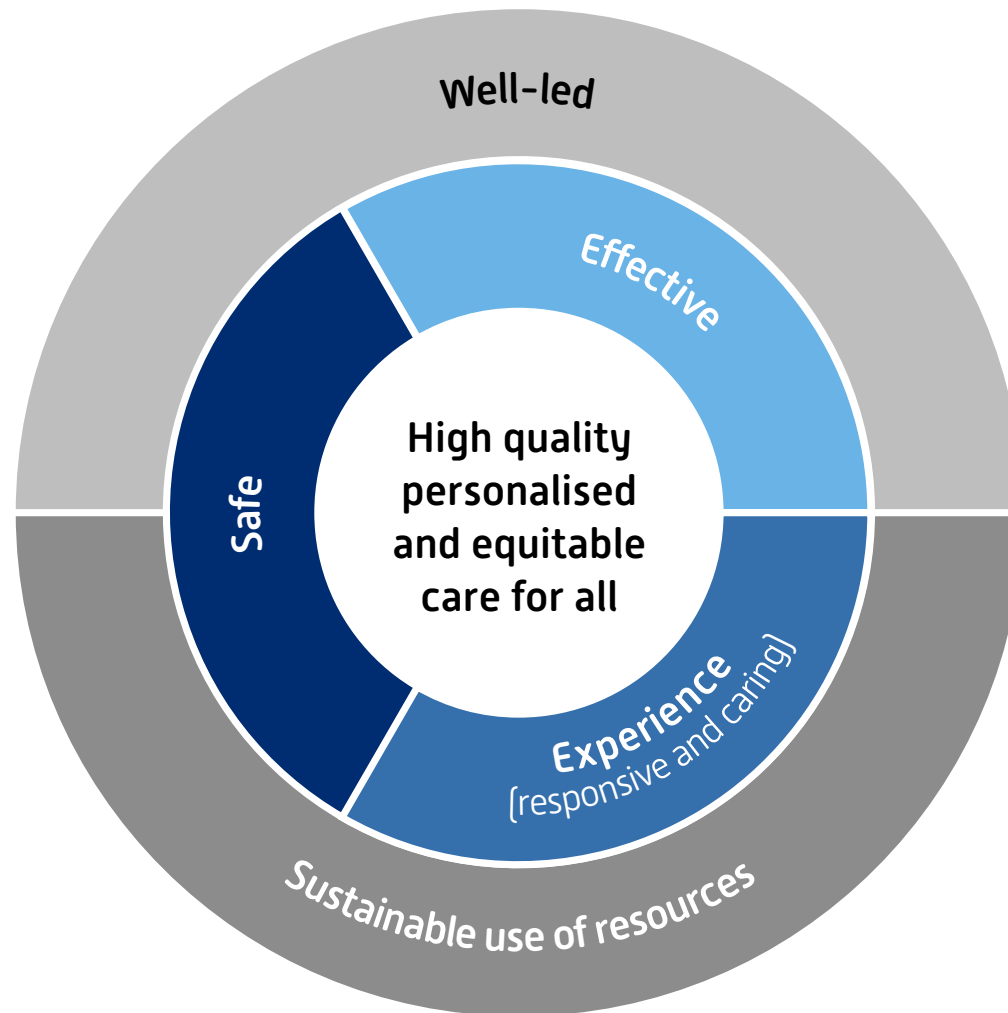 Well-led
Effective
Safe
High quality
personalised
and equitable
care for all
Experience
(responsive and caring)
Sustainable use of resources